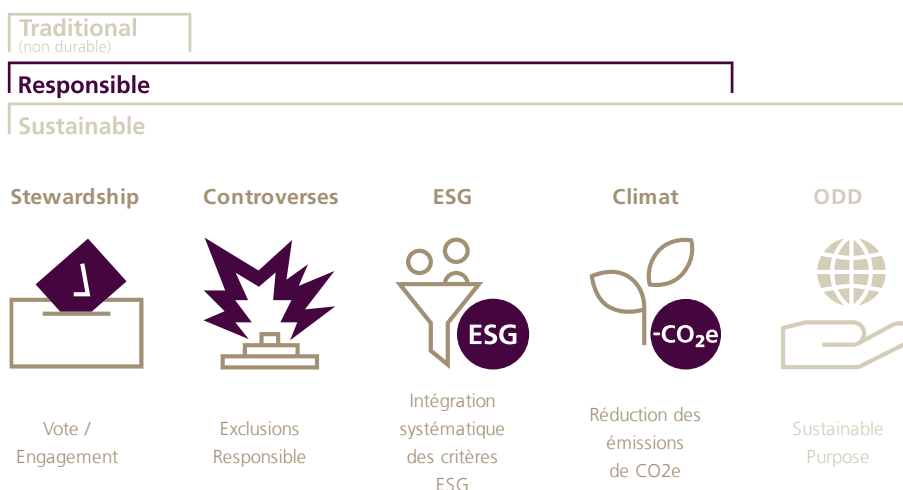 Traditional
(non durable)
Responsible
Sustainable
Stewardship
Controverses
ESG
Climat
ODD
ESG
-CO₂e
Vote /
Engagement
Exclusions
Responsible
Intégration
systématique
des critères
ESG
Réduction des
émissions
de CO2e
Sustainable
Purpose